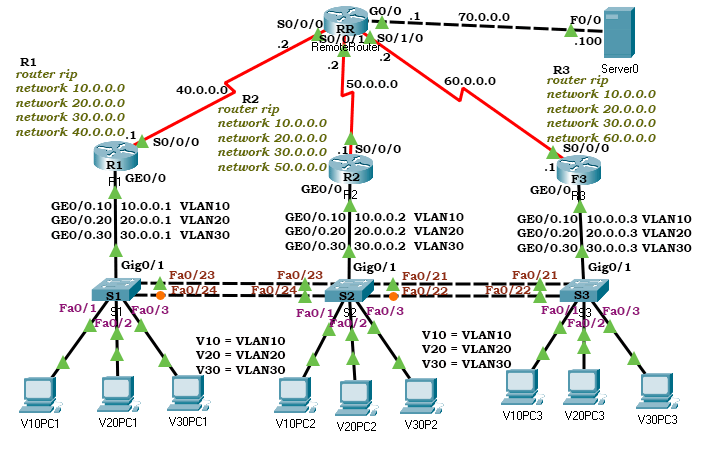 G0/0
.1
70.0.0.0
F0/0
.100
Server0
S0/0/0
.2
RR
S0/0/1
S0/1/0
RemoteRouter
.2
.2
R1
router rip
network 10.0.0.0
network 20.0.0.0
network 30.0.0.0
network 40.0.0.0
40.0.0.0
50.0.0.0
60.0.0.0
R2
router rip
network 10.0.0.0
network 20.0.0.0
network 30.0.0.0
network 50.0.0.0
R3
router rip
network 10.0.0.0
network 20.0.0.0
network 30.0.0.0
network 60.0.0.0
.1
S0/0/0
R1
R1
GE0/0
.1
S0/0/0
R2
R2
GE0/0
S0/0/0
.1
F3
R3
GE0/0
GE0/0.10 10.0.0.1 VLAN10
GE0/0.20 20.0.0.1 VLAN20
GE0/0.30 30.0.0.1 VLAN30
GE0/0.10 10.0.0.2 VLAN10
GE0/0.20 20.0.0.2 VLAN20
GE0/0.30 30.0.0.2 VLAN30
GE0/0.10 10.0.0.3 VLAN10
GE0/0.20 20.0.0.3 VLAN20
GE0/0.30 30.0.0.3 VLAN30
Gig0/1
Gig0/1
Gig0/1
Fa0/23
Fa0/23
Fa0/21
Fa0/21
Fa0/24
Fa0/24
Fa0/22
Fa0/22
S1
S1
S2
S2
S3
S3
Fa0/1
Fa0/2
Fa0/3
Fa0/1
Fa0/2
Fa0/3
Fa0/1
Fa0/2
Fa0/3
V10 = VLAN10
V20 = VLAN20
V30 = VLAN30
V10 = VLAN10
V20 = VLAN20
V30 = VLAN30
V10PC1
V20PC1
V30PC1
V10PC2
V20PC2
V30P2
V10PC3
V20PC3
V30PC3